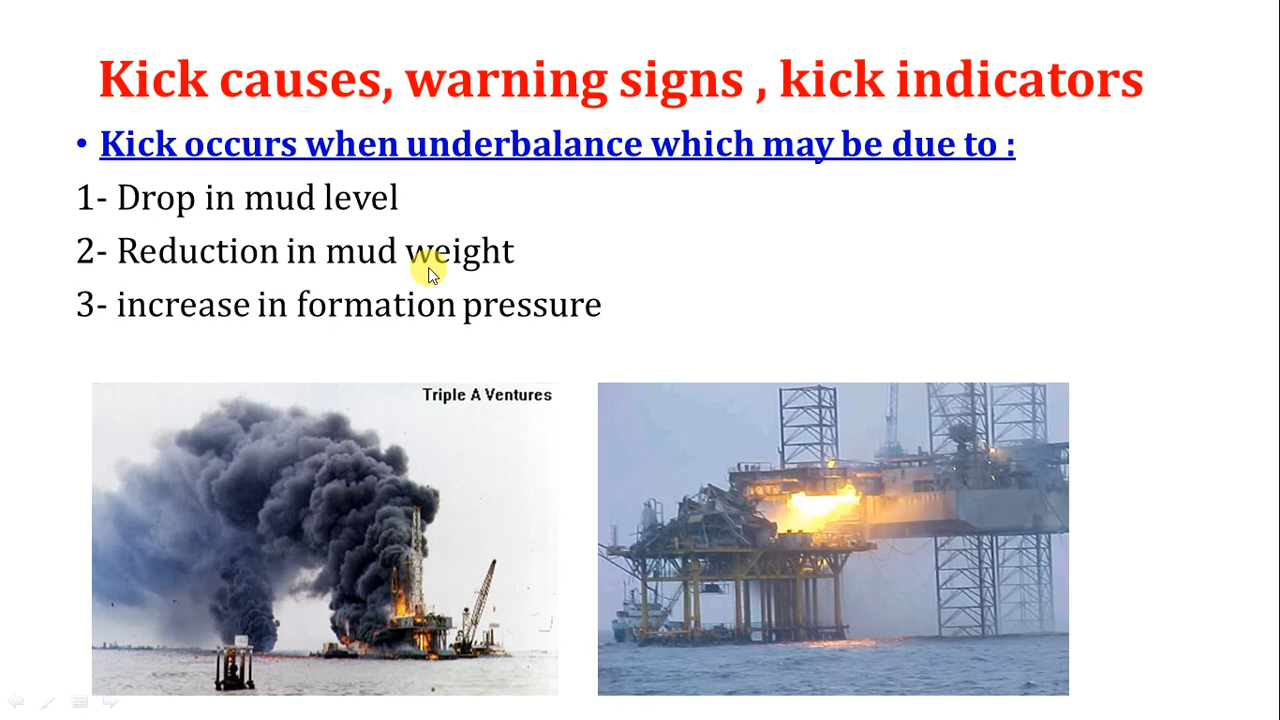 Kick causes, warning signs , kick indicators
• Kick occurs when underbalance which may be due to :
1- Drop in mud level
2- Reduction in mud weight
3- increase in formation pressure
Triple A Ventures